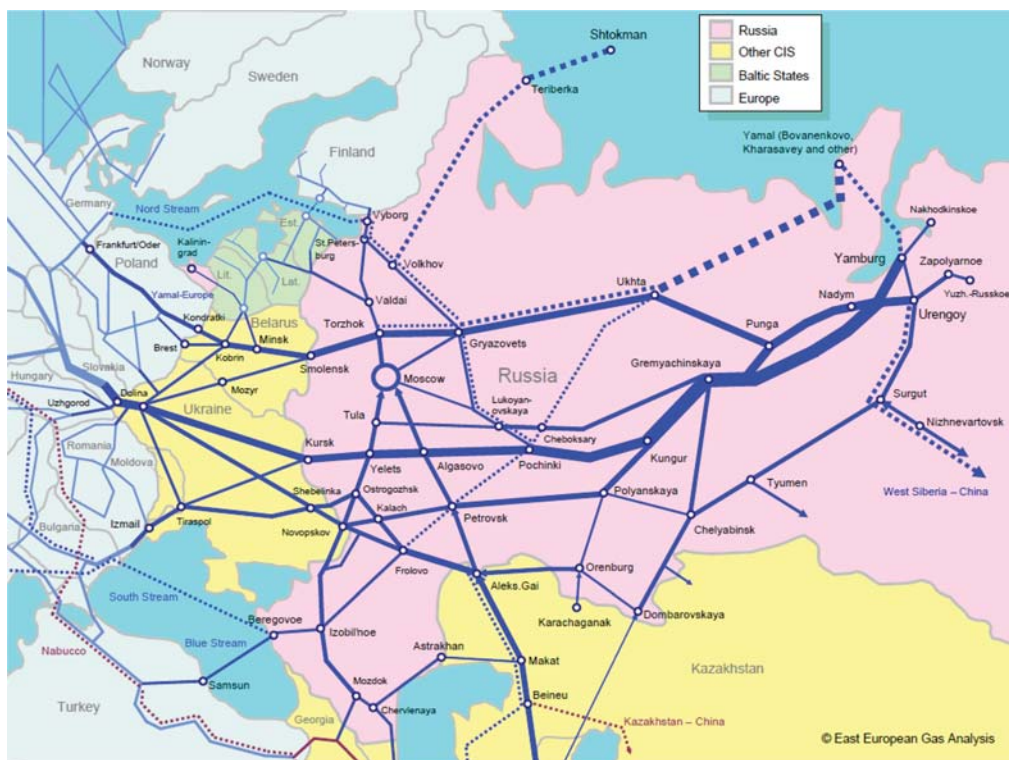 Russia
Other CIS
Baltic States
Europe
Shtokman
Norway
Sweden
Teriberka
Yamal (Bovanenkovo,
Kharasavey and other)
Finland
Germany
Nord Stream
Vyborg
Nakhodkinskoe
Est.
Frankfurt/Oder
Kalinin-
grad
St.Peters-
burg
Volkhov
Yamburg
Zapolyarnoe
Poland
Lit.
Lat.
Ukhta
Yuzh.-Russkoe
Yamal-Europe
Valdai
Nadym
Urengoy
Kondratki
Belarus
Torzhok
Punga
Brest
Kobrin
Minsk
Smolensk
Gryazovets
Gremyachinskaya
Slovakia
Russia
Hungary
Mozyr
Moscow
Surgut
Uzhgorod
Dolina
Ukraine
Tula
Lukoyan-
ovskaya
Cheboksary
Nizhnevartovsk
Romania
Kursk
Moldova
Yelets
Algasovo
Pochinki
Kungur
West Siberia – China
Shebelinka
Ostrogozhsk
Polyanskaya
Tyumen
Bulgaria
Izmail
Tiraspol
Novopskov
Kalach
Petrovsk
Chelyabinsk
Frolovo
Aleks.Gai
Orenburg
South Stream
Beregovoe
Karachaganak
Dombarovskaya
Izobil'noe
Blue Stream
Nabucco
Astrakhan
Makat
Kazakhstan
Samsun
Mozdok
Beineu
Turkey
Chervlenaya
Georgia
Kazakhstan – China
© East European Gas Analysis